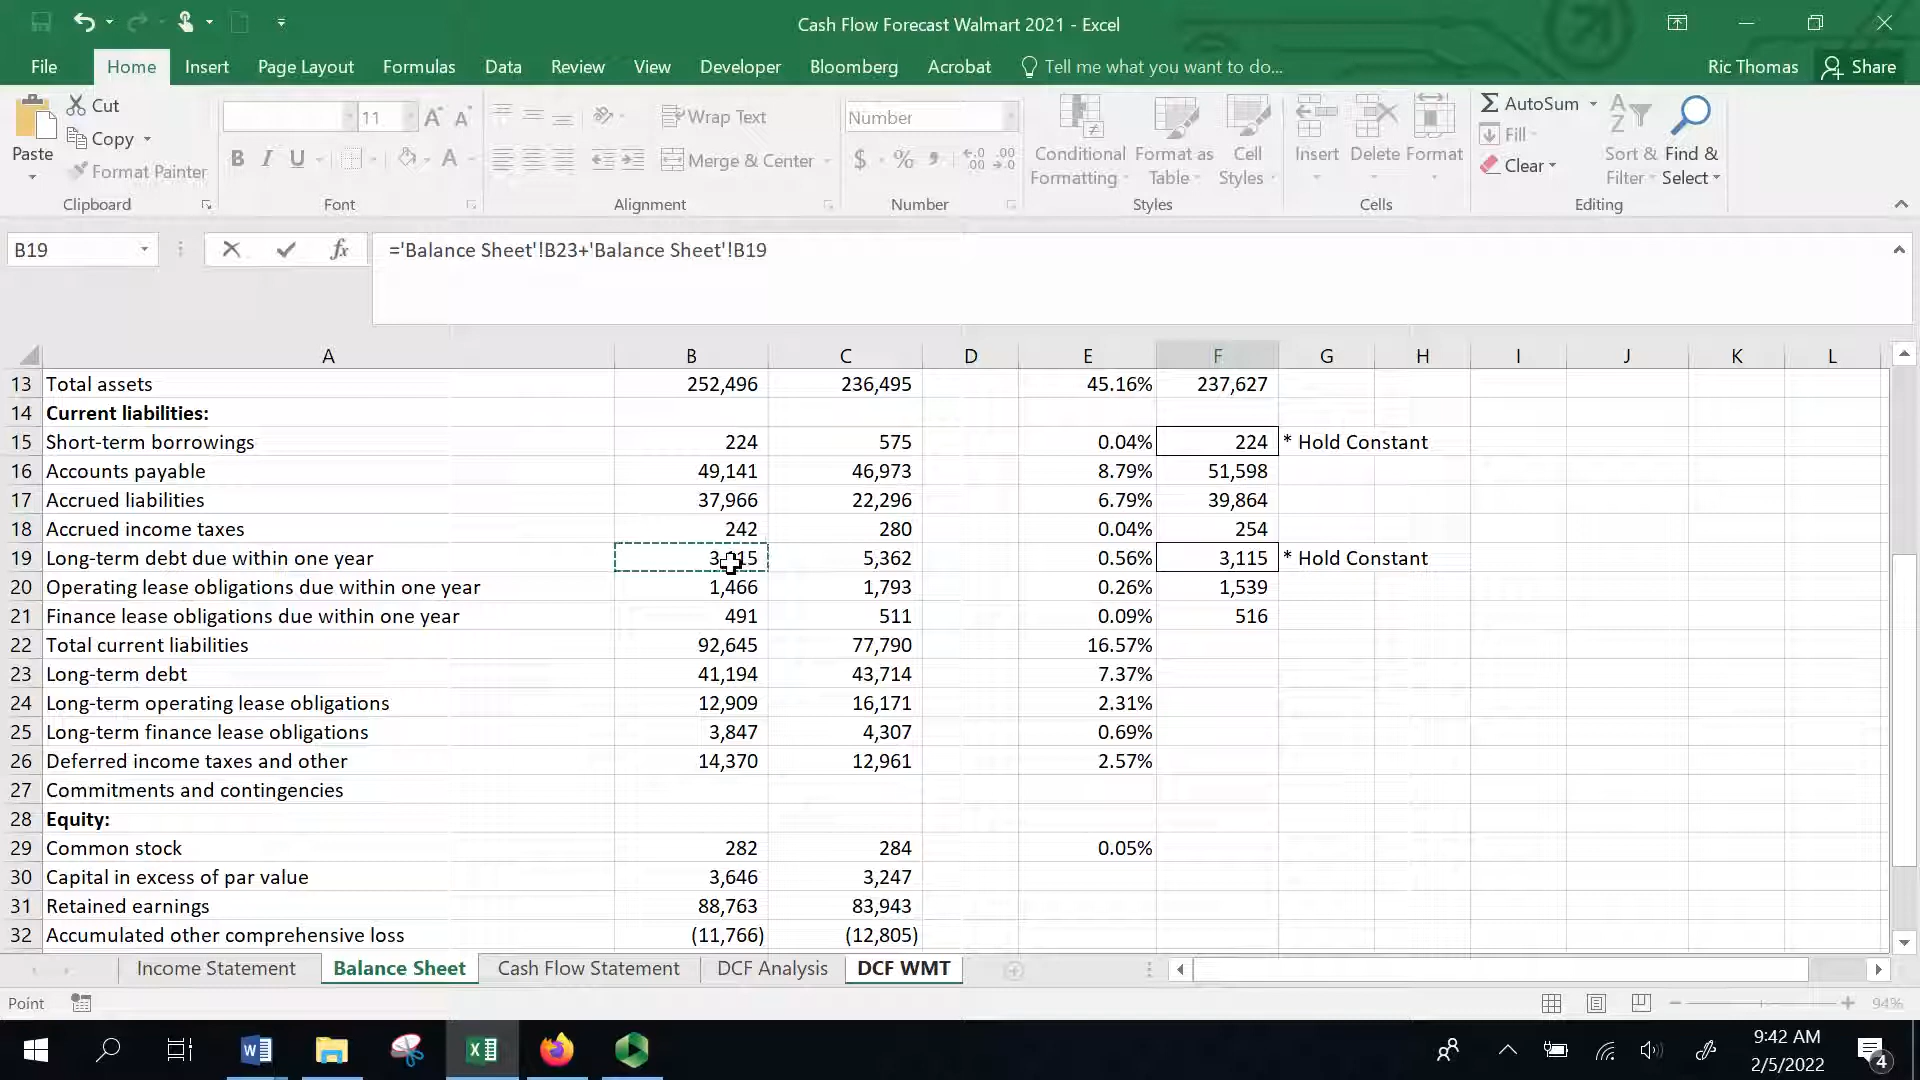 Cash Flow Forecast Walmart 2021 - Excel
File Home Insert Page Layout Formulas Data Review View Developer Bloomberg Acrobat Tell me what you want to do... Ric Thomas Share
Paste Cut Copy Format Painter Clipboard
11 B I U Font
Wrap Text Merge & Center Alignment
Number $ % Number
Conditional Formatting Format as Table Cell Styles Styles
Insert Delete Format Cells
AutoSum Fill Clear Sort & Filter Find & Select Editing
B19 fx ='Balance Sheet'!B23+'Balance Sheet'!B19
A B C D E F G H I J K L
13 Total assets 252,496 236,495 45.16% 237,627
14 Current liabilities:
15 Short-term borrowings 224 575 0.04% 224 * Hold Constant
16 Accounts payable 49,141 46,973 8.79% 51,598
17 Accrued liabilities 37,966 22,296 6.79% 39,864
18 Accrued income taxes 242 280 0.04% 254
19 Long-term debt due within one year 5,362 0.56% 3,115 * Hold Constant
20 Operating lease obligations due within one year 1,466 1,793 0.26% 1,539
21 Finance lease obligations due within one year 491 511 0.09% 516
22 Total current liabilities 92,645 77,790 16.57%
23 Long-term debt 41,194 43,714 7.37%
24 Long-term operating lease obligations 12,909 16,171 2.31%
25 Long-term finance lease obligations 3,847 4,307 0.69%
26 Deferred income taxes and other 14,370 12,961 2.57%
27 Commitments and contingencies
28 Equity:
29 Common stock 282 284 0.05%
30 Capital in excess of par value 3,646 3,247
31 Retained earnings 88,763 83,943
32 Accumulated other comprehensive loss (11,766) (12,805)
Income Statement Balance Sheet Cash Flow Statement DCF Analysis DCF WMT
Point 94%
9:42 AM
2/5/2022
4